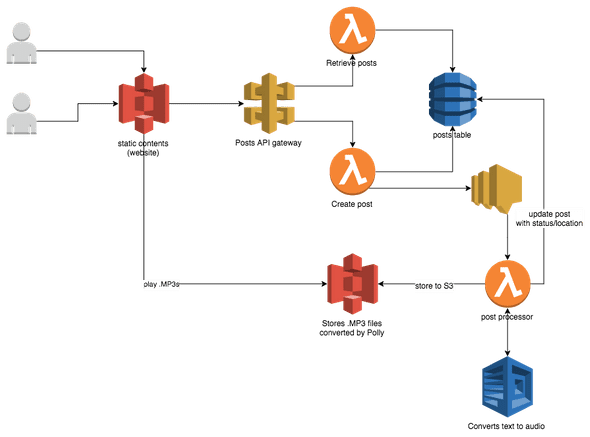 Retrieve posts
static contents
(website)
Posts API gateway
posts table
Create post
update post
with status/location
play .MP3s
store to S3
Stores .MP3 files
converted by Polly
post processor
Converts text to audio